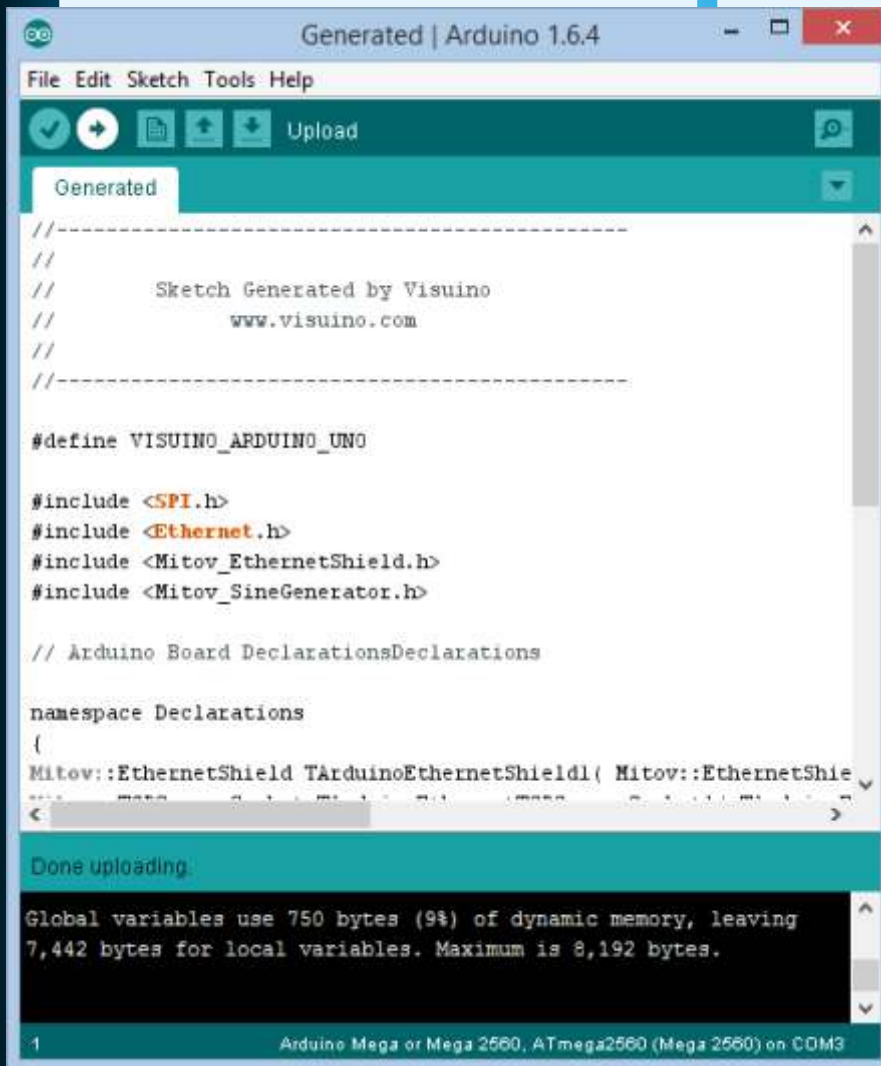 Generated | Arduino 1.6.4
File Edit Sketch Tools Help
Upload
Generated
//----------------------------------------------
//
// Sketch Generated by Visuino
// www.visuino.com
//
//----------------------------------------------
#define VISUINO_ARDUINO_UNO
#include <SPI.h>
#include <Ethernet.h>
#include <Mitov_EthernetShield.h>
#include <Mitov_SineGenerator.h>
// Arduino Board DeclarationsDeclarations
namespace Declarations
{
Mitov::EthernetShield TArduinoEthernetShield1( Mitov::EthernetShie
Done uploading.
Global variables use 750 bytes (9%) of dynamic memory, leaving
7,442 bytes for local variables. Maximum is 8,192 bytes.
1 Arduino Mega or Mega 2560, ATmega2560 (Mega 2560) on COM3